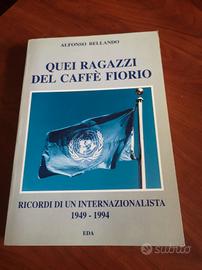 ALFONSO BELLANDO
QUEI RAGAZZI
DEL CAFFÈ FIORIO
RICORDI DI UN INTERNAZIONALISTA
1949 - 1994
EDA
subito